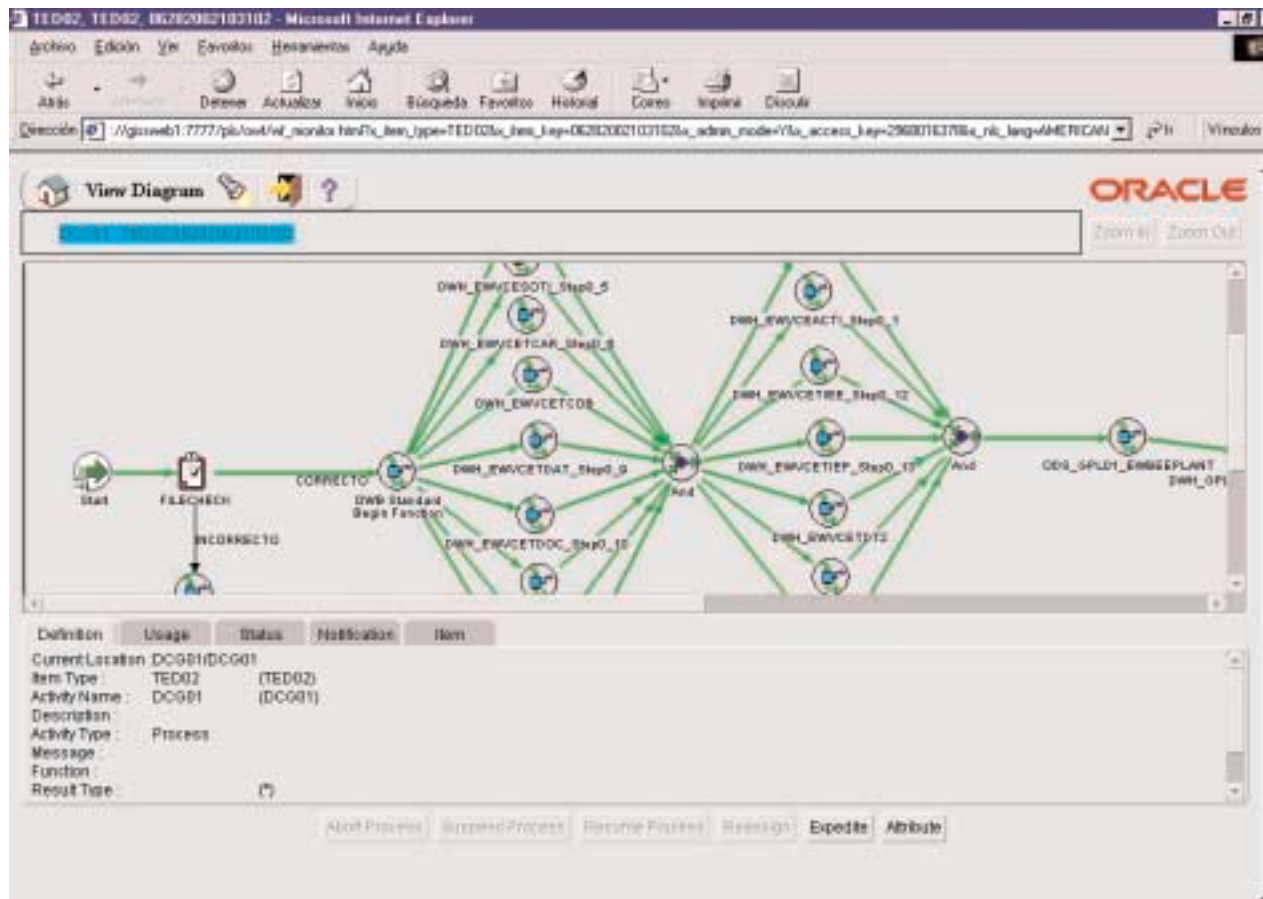 TED02, TED02, 06282002103102 - Microsoft Internet Explorer
Archivo Edición Ver Favoritos Herramientas Ayuda
Atrás Detener Actualizar Inicio Búsqueda Favoritos Historial Correo Imprimir Discutir
Dirección Ir Vínculos
View Diagram ? ORACLE
Zoom In Zoom Out
DWH_EWVCESOTI_Step0_5
DWH_EWVCEACTI_Step0_1
DWH_EWVCETCAR_Step0_8
DWH_EWVCETIEE_Step0_12
DWH_EWVCETCOB
Start
FILECHECH
CORRECTO
OWB Standard
Begin Function
DWH_EWVCETDAT_Step0_9
And
DWH_EWVCETIEP_Step0_13
And
ODS_GPLD1_EWBEEPLANT
INCORRECTO
DWH_EWVCETDOC_Step0_10
DWH_EWVCETDT2
Definition Usage Status Notification Item
Current Location :DCG01/DCG01
Item Type : TED02 (TED02)
Activity Name : DCG01 (DCG01)
Description :
Activity Type : Process
Message :
Function :
Result Type : (*)
Abort Process Suspend Process Resume Process Reassign Expedite Attribute